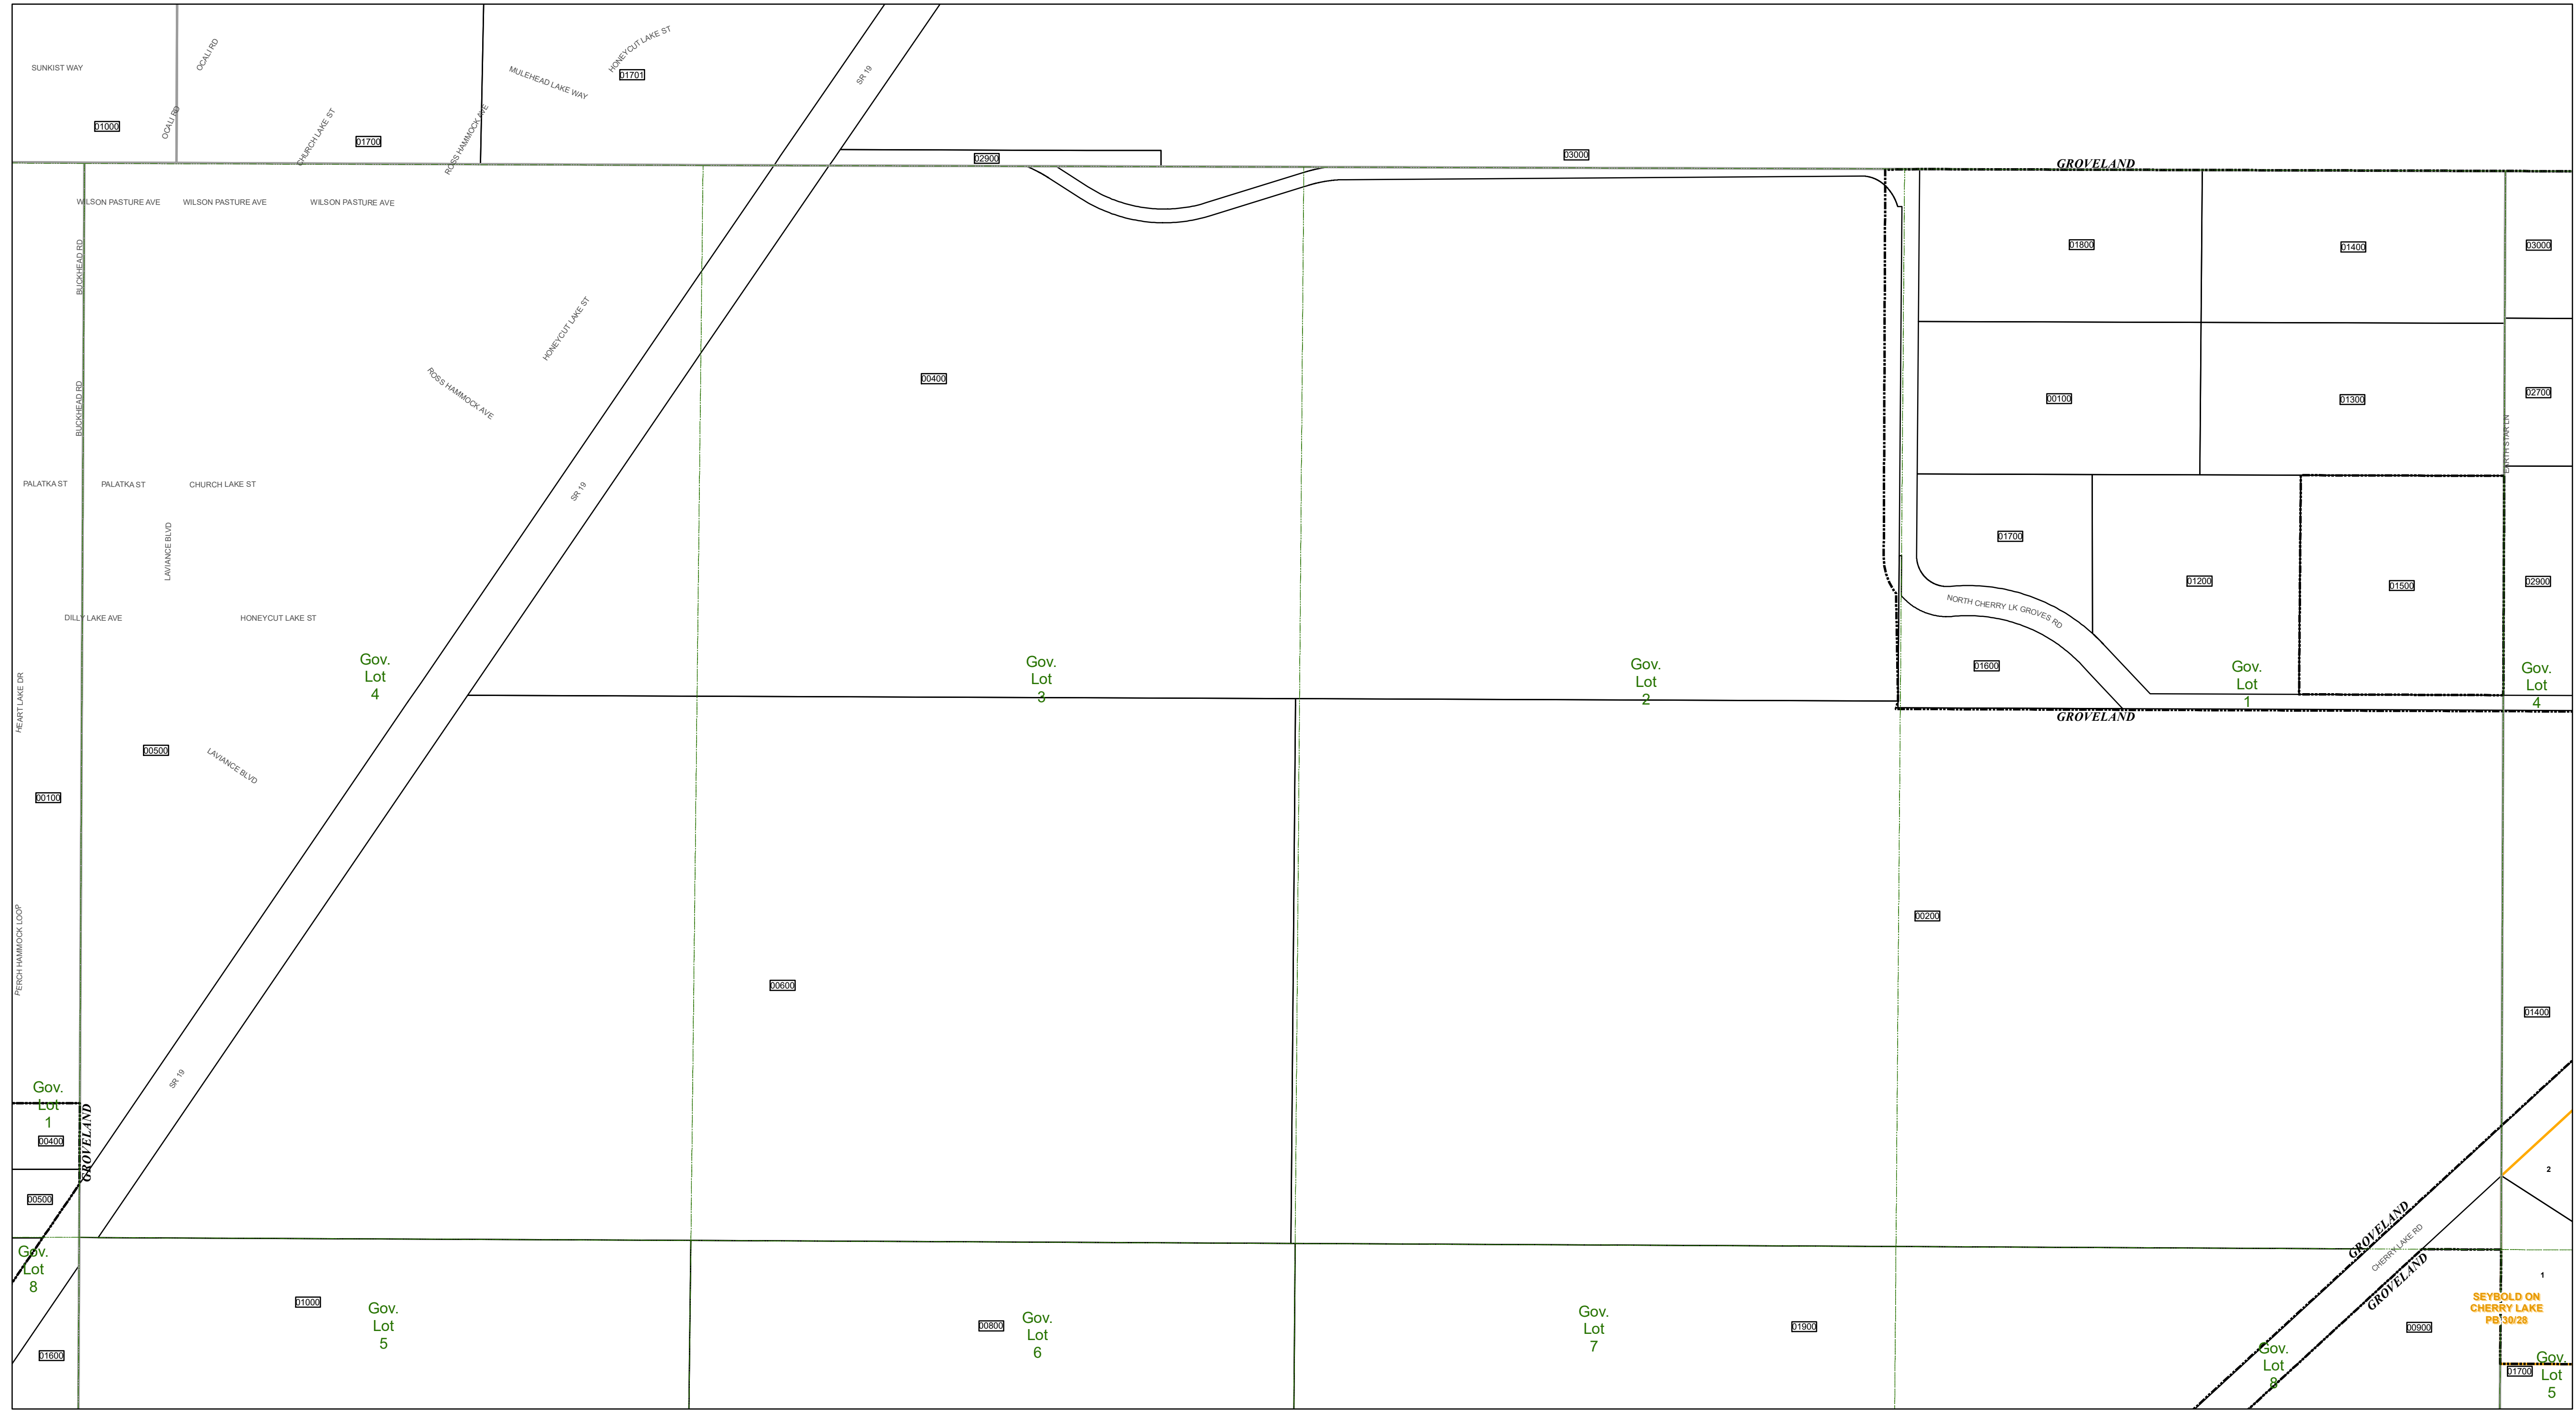 SUNKIST WAY
OCALI RD
HONEYCUT LAKE ST
MULEHEAD LAKE WAY
01701
SR 19
01000
OCALI RD
CHURCH LAKE ST
01700
ROSS HAMMOCK AVE
02900
03000
GROVELAND
WILSON PASTURE AVE
WILSON PASTURE AVE
WILSON PASTURE AVE
BUCKHEAD RD
01800
01400
03000
HONEYCUT LAKE ST
ROSS HAMMOCK AVE
00400
BUCKHEAD RD
00100
01300
02700
EARTH STAR LN
PALATKA ST
PALATKA ST
CHURCH LAKE ST
SR 19
LAVIANCE BLVD
01700
01200
01500
02900
DILLY LAKE AVE
HONEYCUT LAKE ST
NORTH CHERRY LK GROVES RD
01600
Gov.
Lot
4
Gov.
Lot
3
Gov.
Lot
2
Gov.
Lot
1
Gov.
Lot
4
GROVELAND
HEART LAKE DR
00500
LAVIANCE BLVD
00100
00200
PERCH HAMMOCK LOOP
00600
01400
SR 19
Gov.
Lot
1
00400
GROVELAND
00500
2
GROVELAND
CHERRY LAKE RD
GROVELAND
Gov.
Lot
8
1
SEYBOLD ON
CHERRY LAKE
PB 30/28
01000
Gov.
Lot
5
00800
Gov.
Lot
6
Gov.
Lot
7
01900
00900
01600
Gov.
Lot
8
01700
Gov.
Lot
5